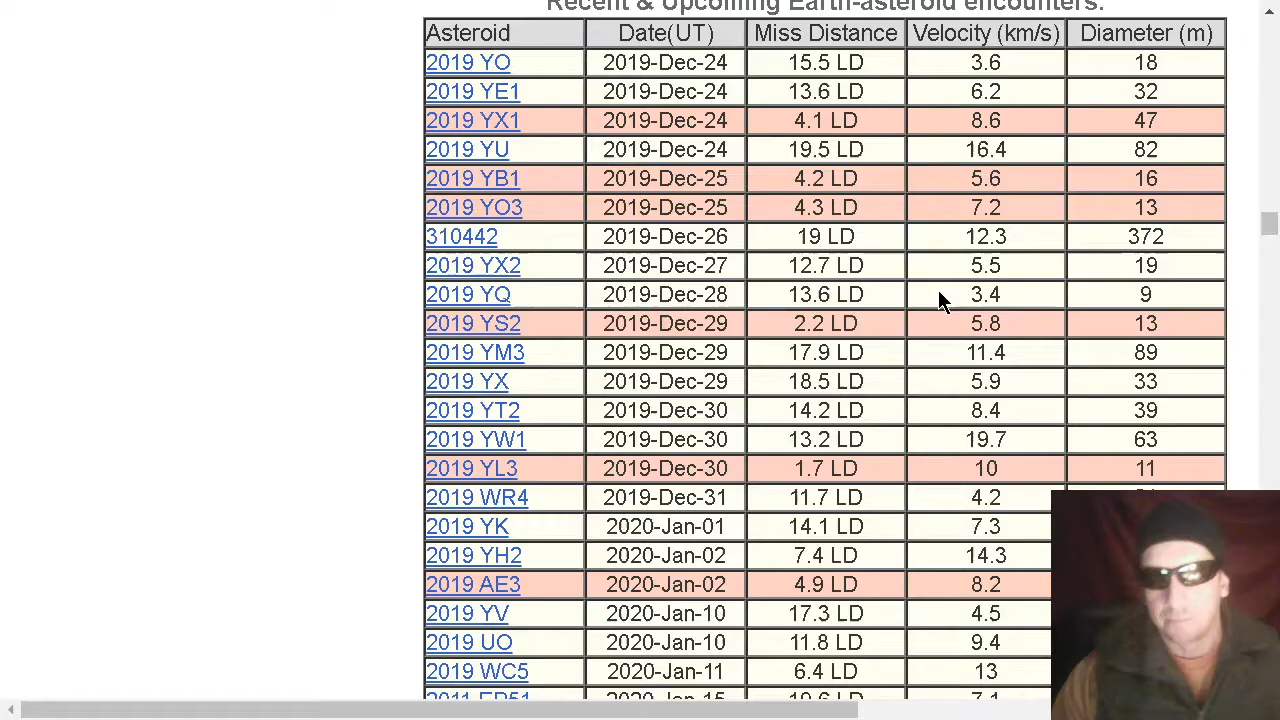 Recent & Upcoming Earth-asteroid encounters:
Asteroid Date(UT) Miss Distance Velocity (km/s) Diameter (m)
2019 YO 2019-Dec-24 15.5 LD 3.6 18
2019 YE1 2019-Dec-24 13.6 LD 6.2 32
2019 YX1 2019-Dec-24 4.1 LD 8.6 47
2019 YU 2019-Dec-24 19.5 LD 16.4 82
2019 YB1 2019-Dec-25 4.2 LD 5.6 16
2019 YO3 2019-Dec-25 4.3 LD 7.2 13
310442 2019-Dec-26 19 LD 12.3 372
2019 YX2 2019-Dec-27 12.7 LD 5.5 19
2019 YQ 2019-Dec-28 13.6 LD 3.4 9
2019 YS2 2019-Dec-29 2.2 LD 5.8 13
2019 YM3 2019-Dec-29 17.9 LD 11.4 89
2019 YX 2019-Dec-29 18.5 LD 5.9 33
2019 YT2 2019-Dec-30 14.2 LD 8.4 39
2019 YW1 2019-Dec-30 13.2 LD 19.7 63
2019 YL3 2019-Dec-30 1.7 LD 10 11
2019 WR4 2019-Dec-31 11.7 LD 4.2
2019 YK 2020-Jan-01 14.1 LD 7.3
2019 YH2 2020-Jan-02 7.4 LD 14.3
2019 AE3 2020-Jan-02 4.9 LD 8.2
2019 YV 2020-Jan-10 17.3 LD 4.5
2019 UO 2020-Jan-10 11.8 LD 9.4
2019 WC5 2020-Jan-11 6.4 LD 13